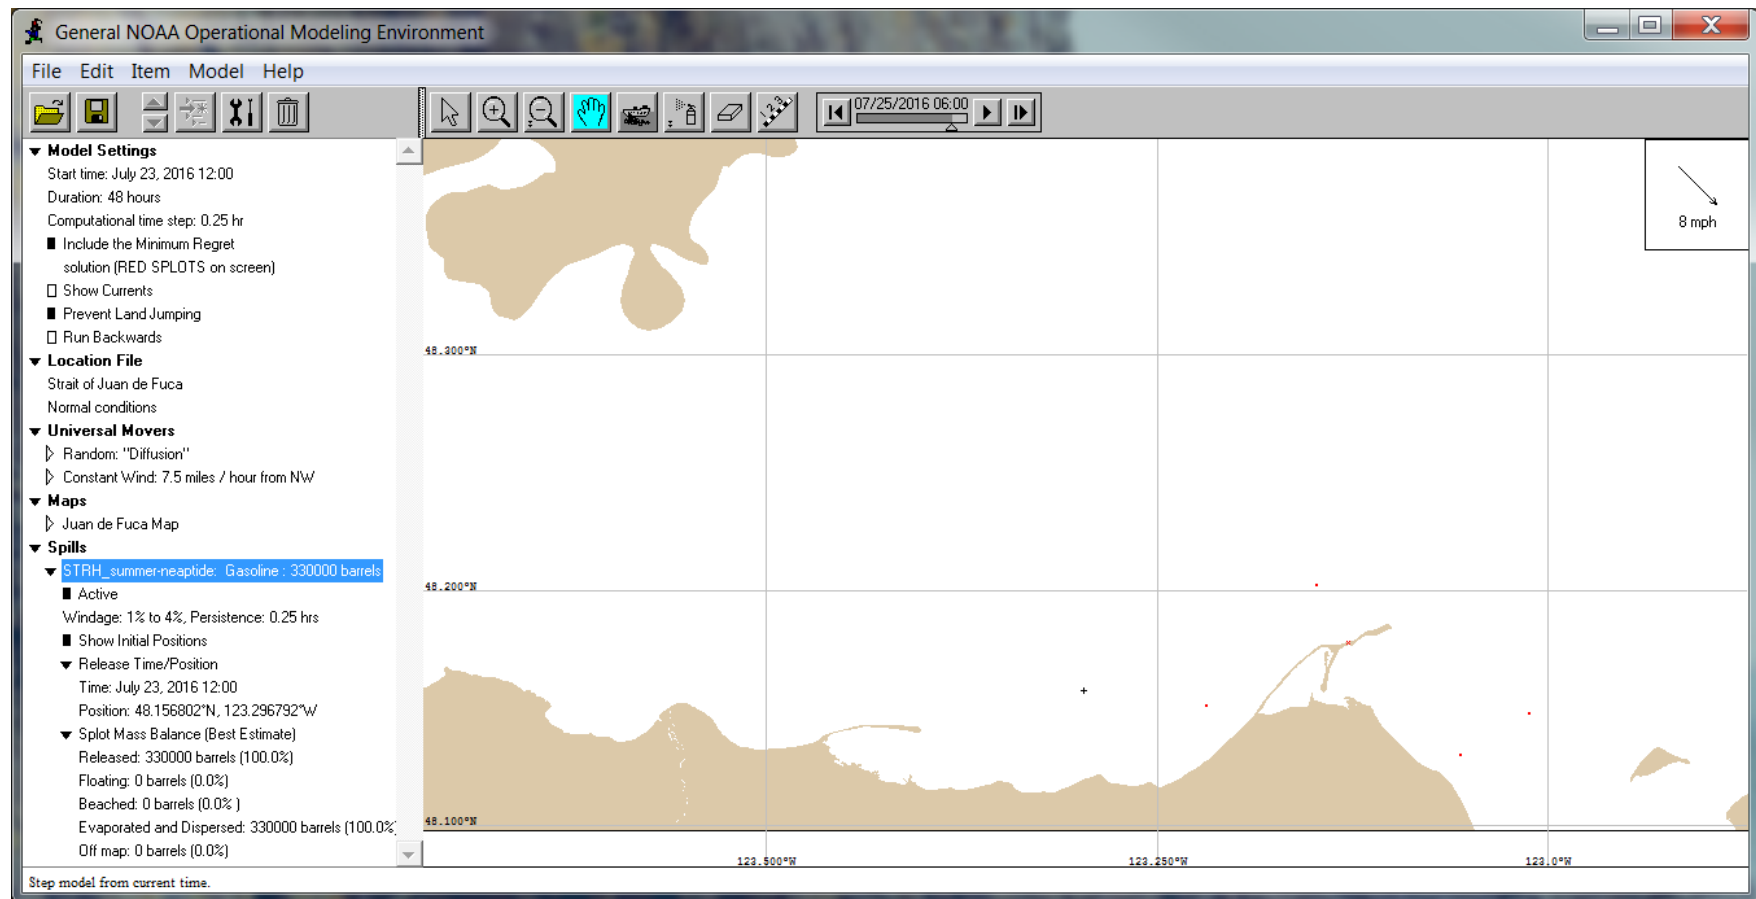 General NOAA Operational Modeling Environment
File Edit Item Model Help
07/25/2016 06:00
Model Settings
Start time: July 23, 2016 12:00
Duration: 48 hours
Computational time step: 0.25 hr
Include the Minimum Regret
solution (RED SPLOTS on screen)
Show Currents
Prevent Land Jumping
Run Backwards
Location File
Strait of Juan de Fuca
Normal conditions
Universal Movers
Random: "Diffusion"
Constant Wind: 7.5 miles / hour from NW
Maps
Juan de Fuca Map
Spills
STRH_summer-neaptide: Gasoline : 330000 barrels
Active
Windage: 1% to 4%, Persistence: 0.25 hrs
Show Initial Positions
Release Time/Position
Time: July 23, 2016 12:00
Position: 48.156802°N, 123.296792°W
Splot Mass Balance (Best Estimate)
Released: 330000 barrels (100.0%)
Floating: 0 barrels (0.0%)
Beached: 0 barrels (0.0% )
Evaporated and Dispersed: 330000 barrels (100.0%)
Off map: 0 barrels (0.0%)
8 mph
48.300°N
48.200°N
48.100°N
123.500°W
123.250°W
123.0°W
Step model from current time.